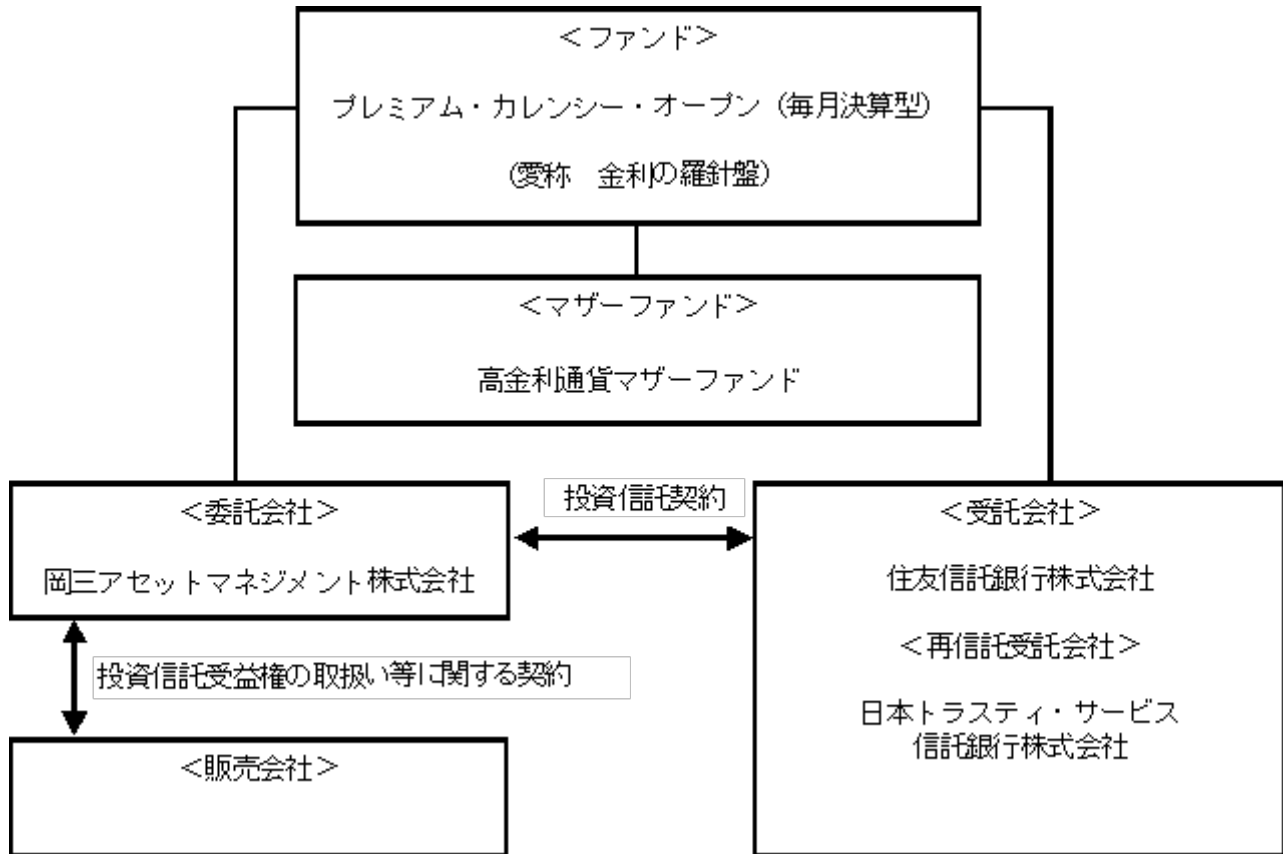 ＜ファンド＞
プレミアム・カレンシー・オープン（毎月決算型）
（愛称　金利の羅針盤）
＜マザーファンド＞
高金利通貨マザーファンド
＜委託会社＞
岡三アセットマネジメント株式会社
投資信託契約
＜受託会社＞
住友信託銀行株式会社
＜再信託受託会社＞
日本トラスティ・サービス
信託銀行株式会社
投資信託受益権の取扱い等に関する契約
＜販売会社＞